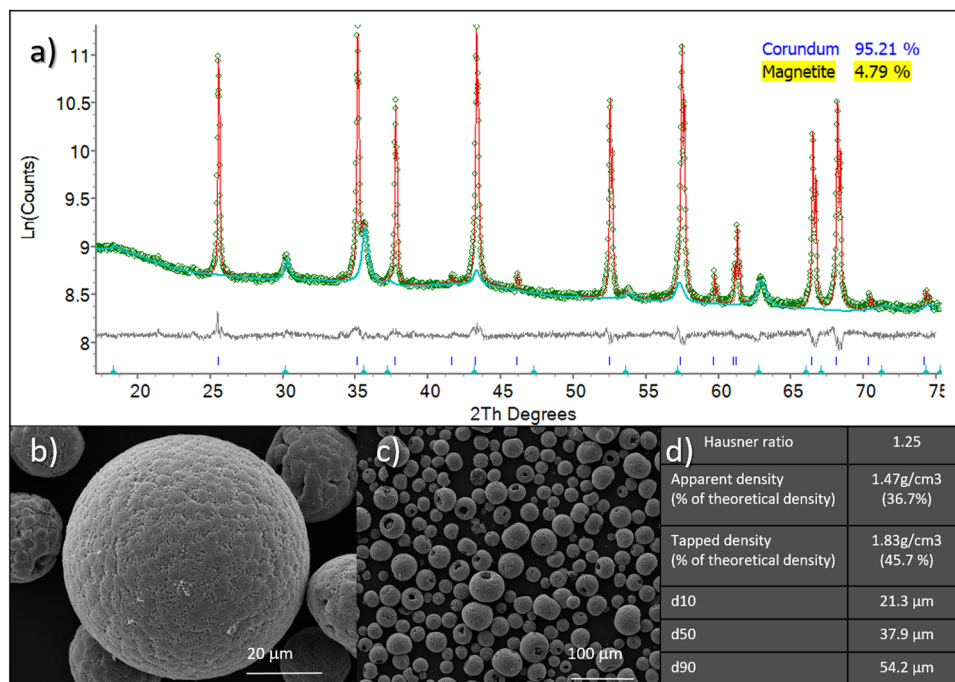 a)
Corundum 95.21 %
Magnetite 4.79 %
Ln(Counts)
11
10.5
10
9.5
9
8.5
8
20 25 30 35 40 45 50 55 60 65 70 75
2Th Degrees
b)
20 µm
c)
100 µm
d)
Hausner ratio 1.25
Apparent density 1.47g/cm3
(% of theoretical density) (36.7%)
Tapped density 1.83g/cm3
(% of theoretical density) (45.7 %)
d10 21.3 µm
d50 37.9 µm
d90 54.2 µm